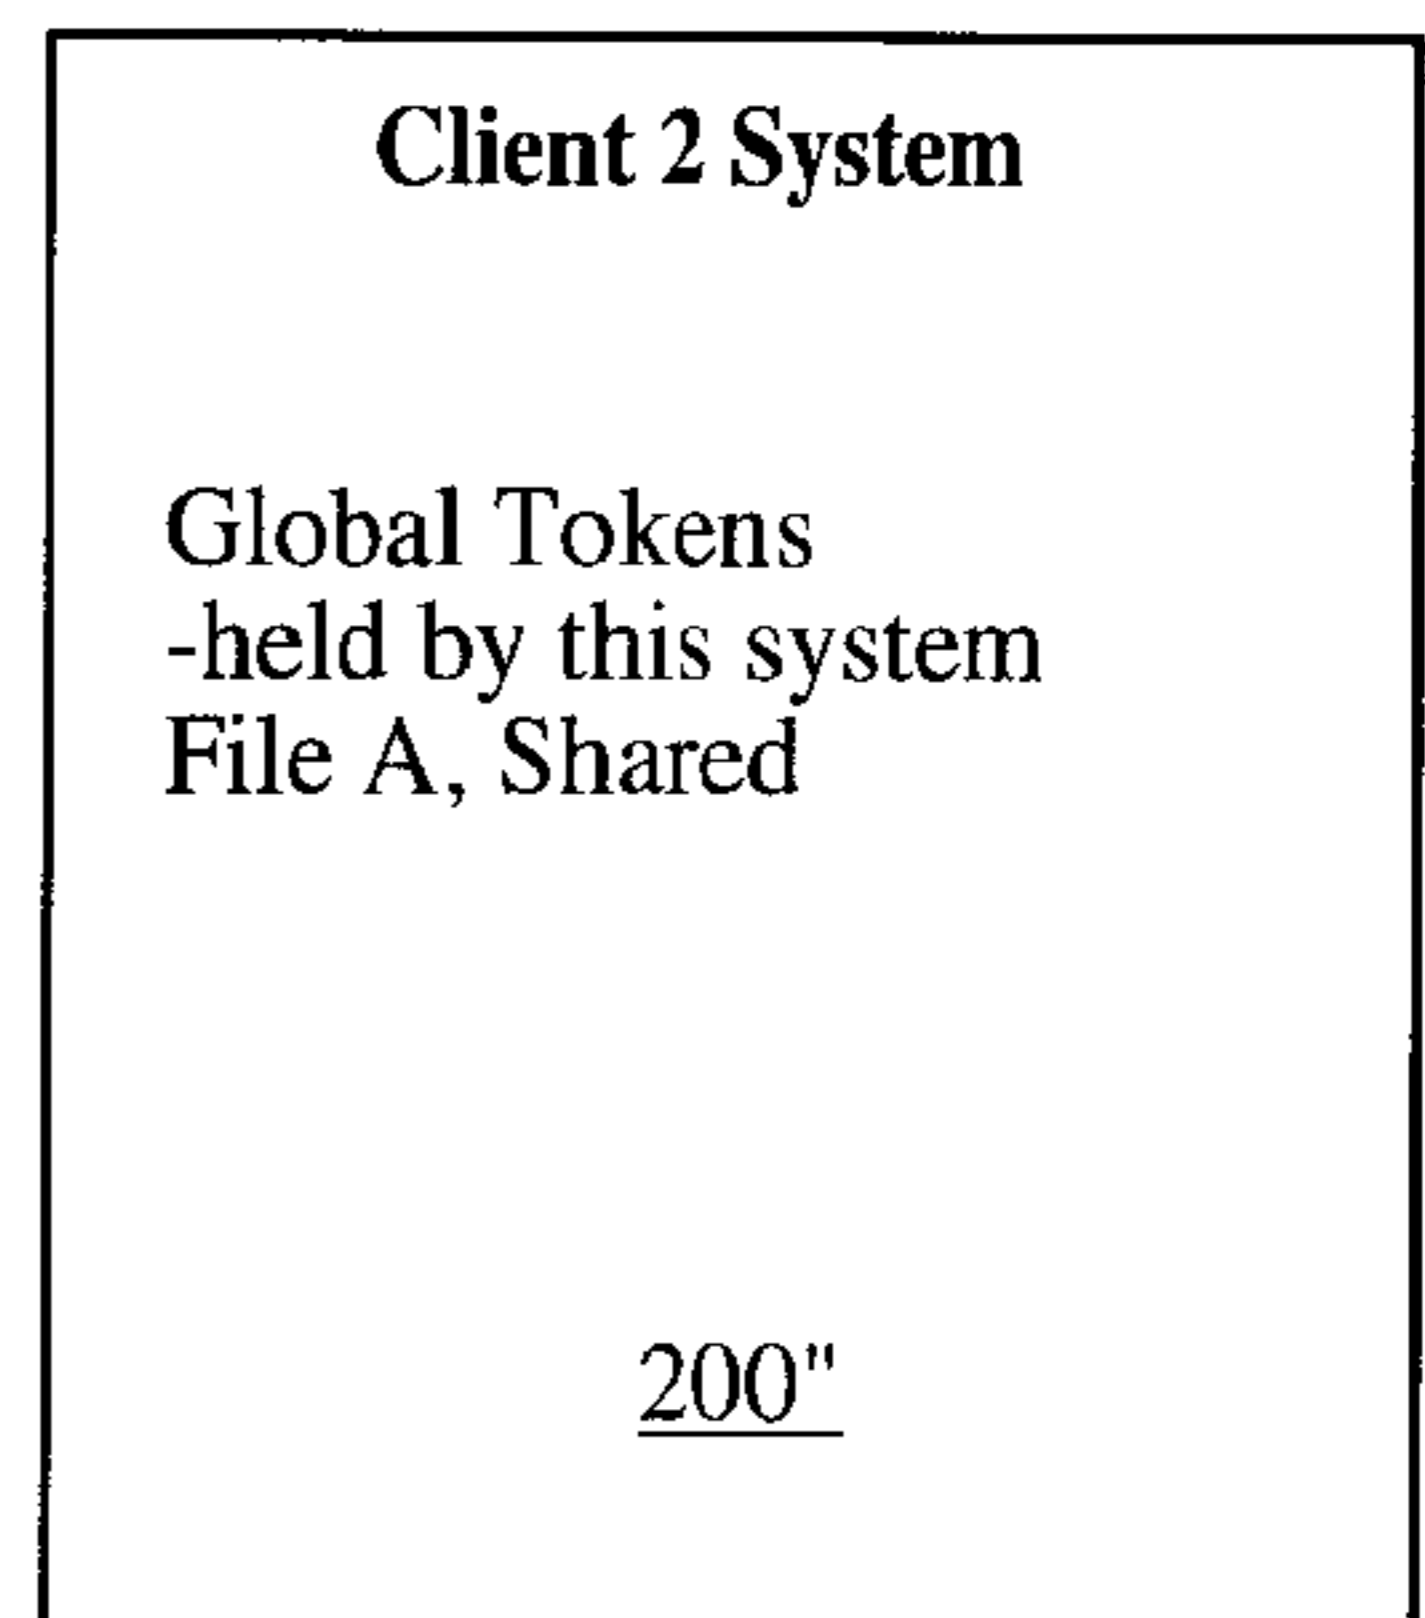 Client 2 System
Global Tokens
-held by this system
File A, Shared
200"